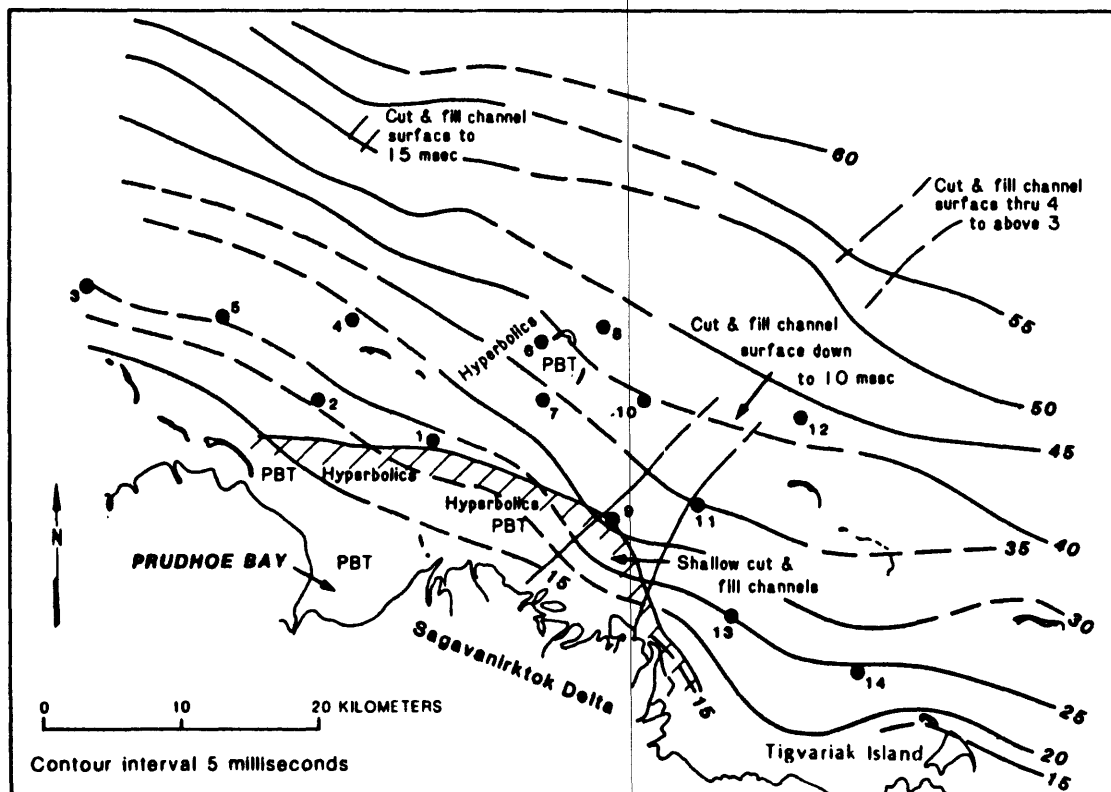 Cut & fill channel
surface to
15 msec
60
Cut & fill channel
surface thru 4
to above 3
3
5
4
Hyperbolics
6
PBT
8
Cut & fill channel
surface down
to 10 msec
55
50
2
7
10
12
45
1
PBT
Hyperbolics
Hyperbolics
PBT
9
11
35
40
N
PRUDHOE BAY
PBT
15
Shallow cut &
fill channels
30
13
Sagavanirktok Delta
14
15
25
0 10 20 KILOMETERS
20
Tigvariak Island
15
Contour interval 5 milliseconds